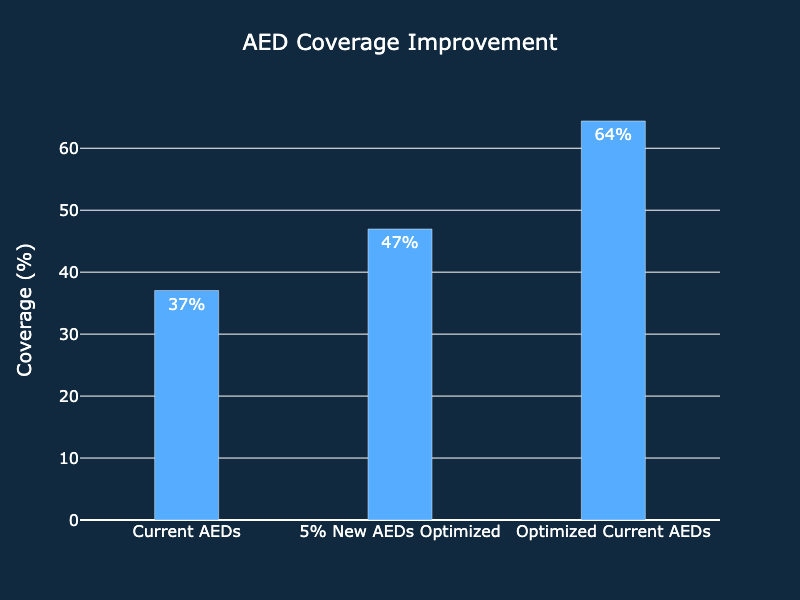 AED Coverage Improvement
Coverage (%)
60
50
40
30
20
10
0
37%
47%
64%
Current AEDs
5% New AEDs Optimized
Optimized Current AEDs